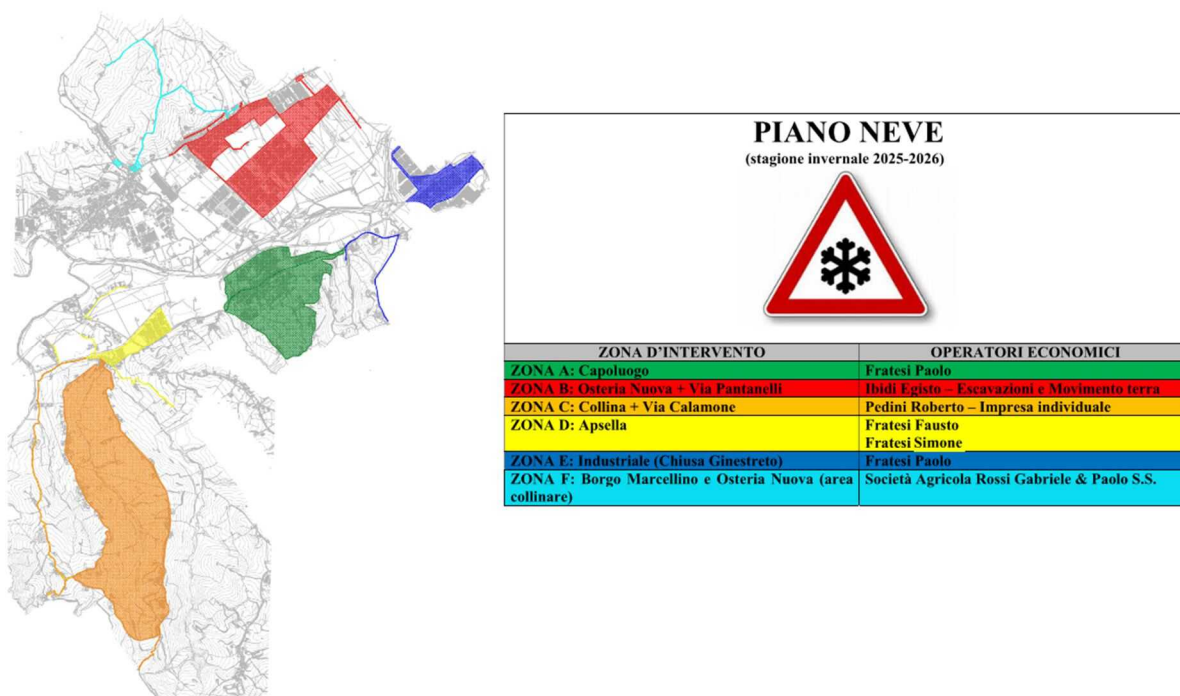 PIANO NEVE
(stagione invernale 2025-2026)
ZONA D'INTERVENTO OPERATORI ECONOMICI
ZONA A: Capoluogo Fratesi Paolo
ZONA B: Osteria Nuova + Via Pantanelli Ibidi Egisto – Escavazioni e Movimento terra
ZONA C: Collina + Via Calamone Pedini Roberto – Impresa individuale
ZONA D: Apsella Fratesi Fausto
Fratesi Simone
ZONA E: Industriale (Chiusa Ginestreto) Fratesi Paolo
ZONA F: Borgo Marcellino e Osteria Nuova (area Società Agricola Rossi Gabriele & Paolo S.S.
collinare)